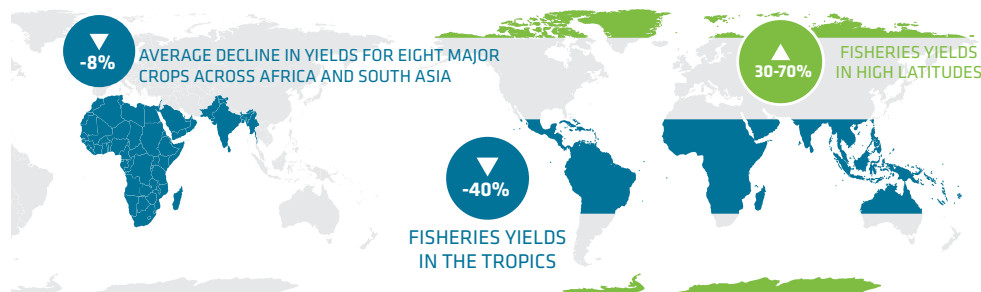 -8%
AVERAGE DECLINE IN YIELDS FOR EIGHT MAJOR
CROPS ACROSS AFRICA AND SOUTH ASIA
-40%
FISHERIES YIELDS
IN THE TROPICS
30-70%
FISHERIES YIELDS
IN HIGH LATITUDES